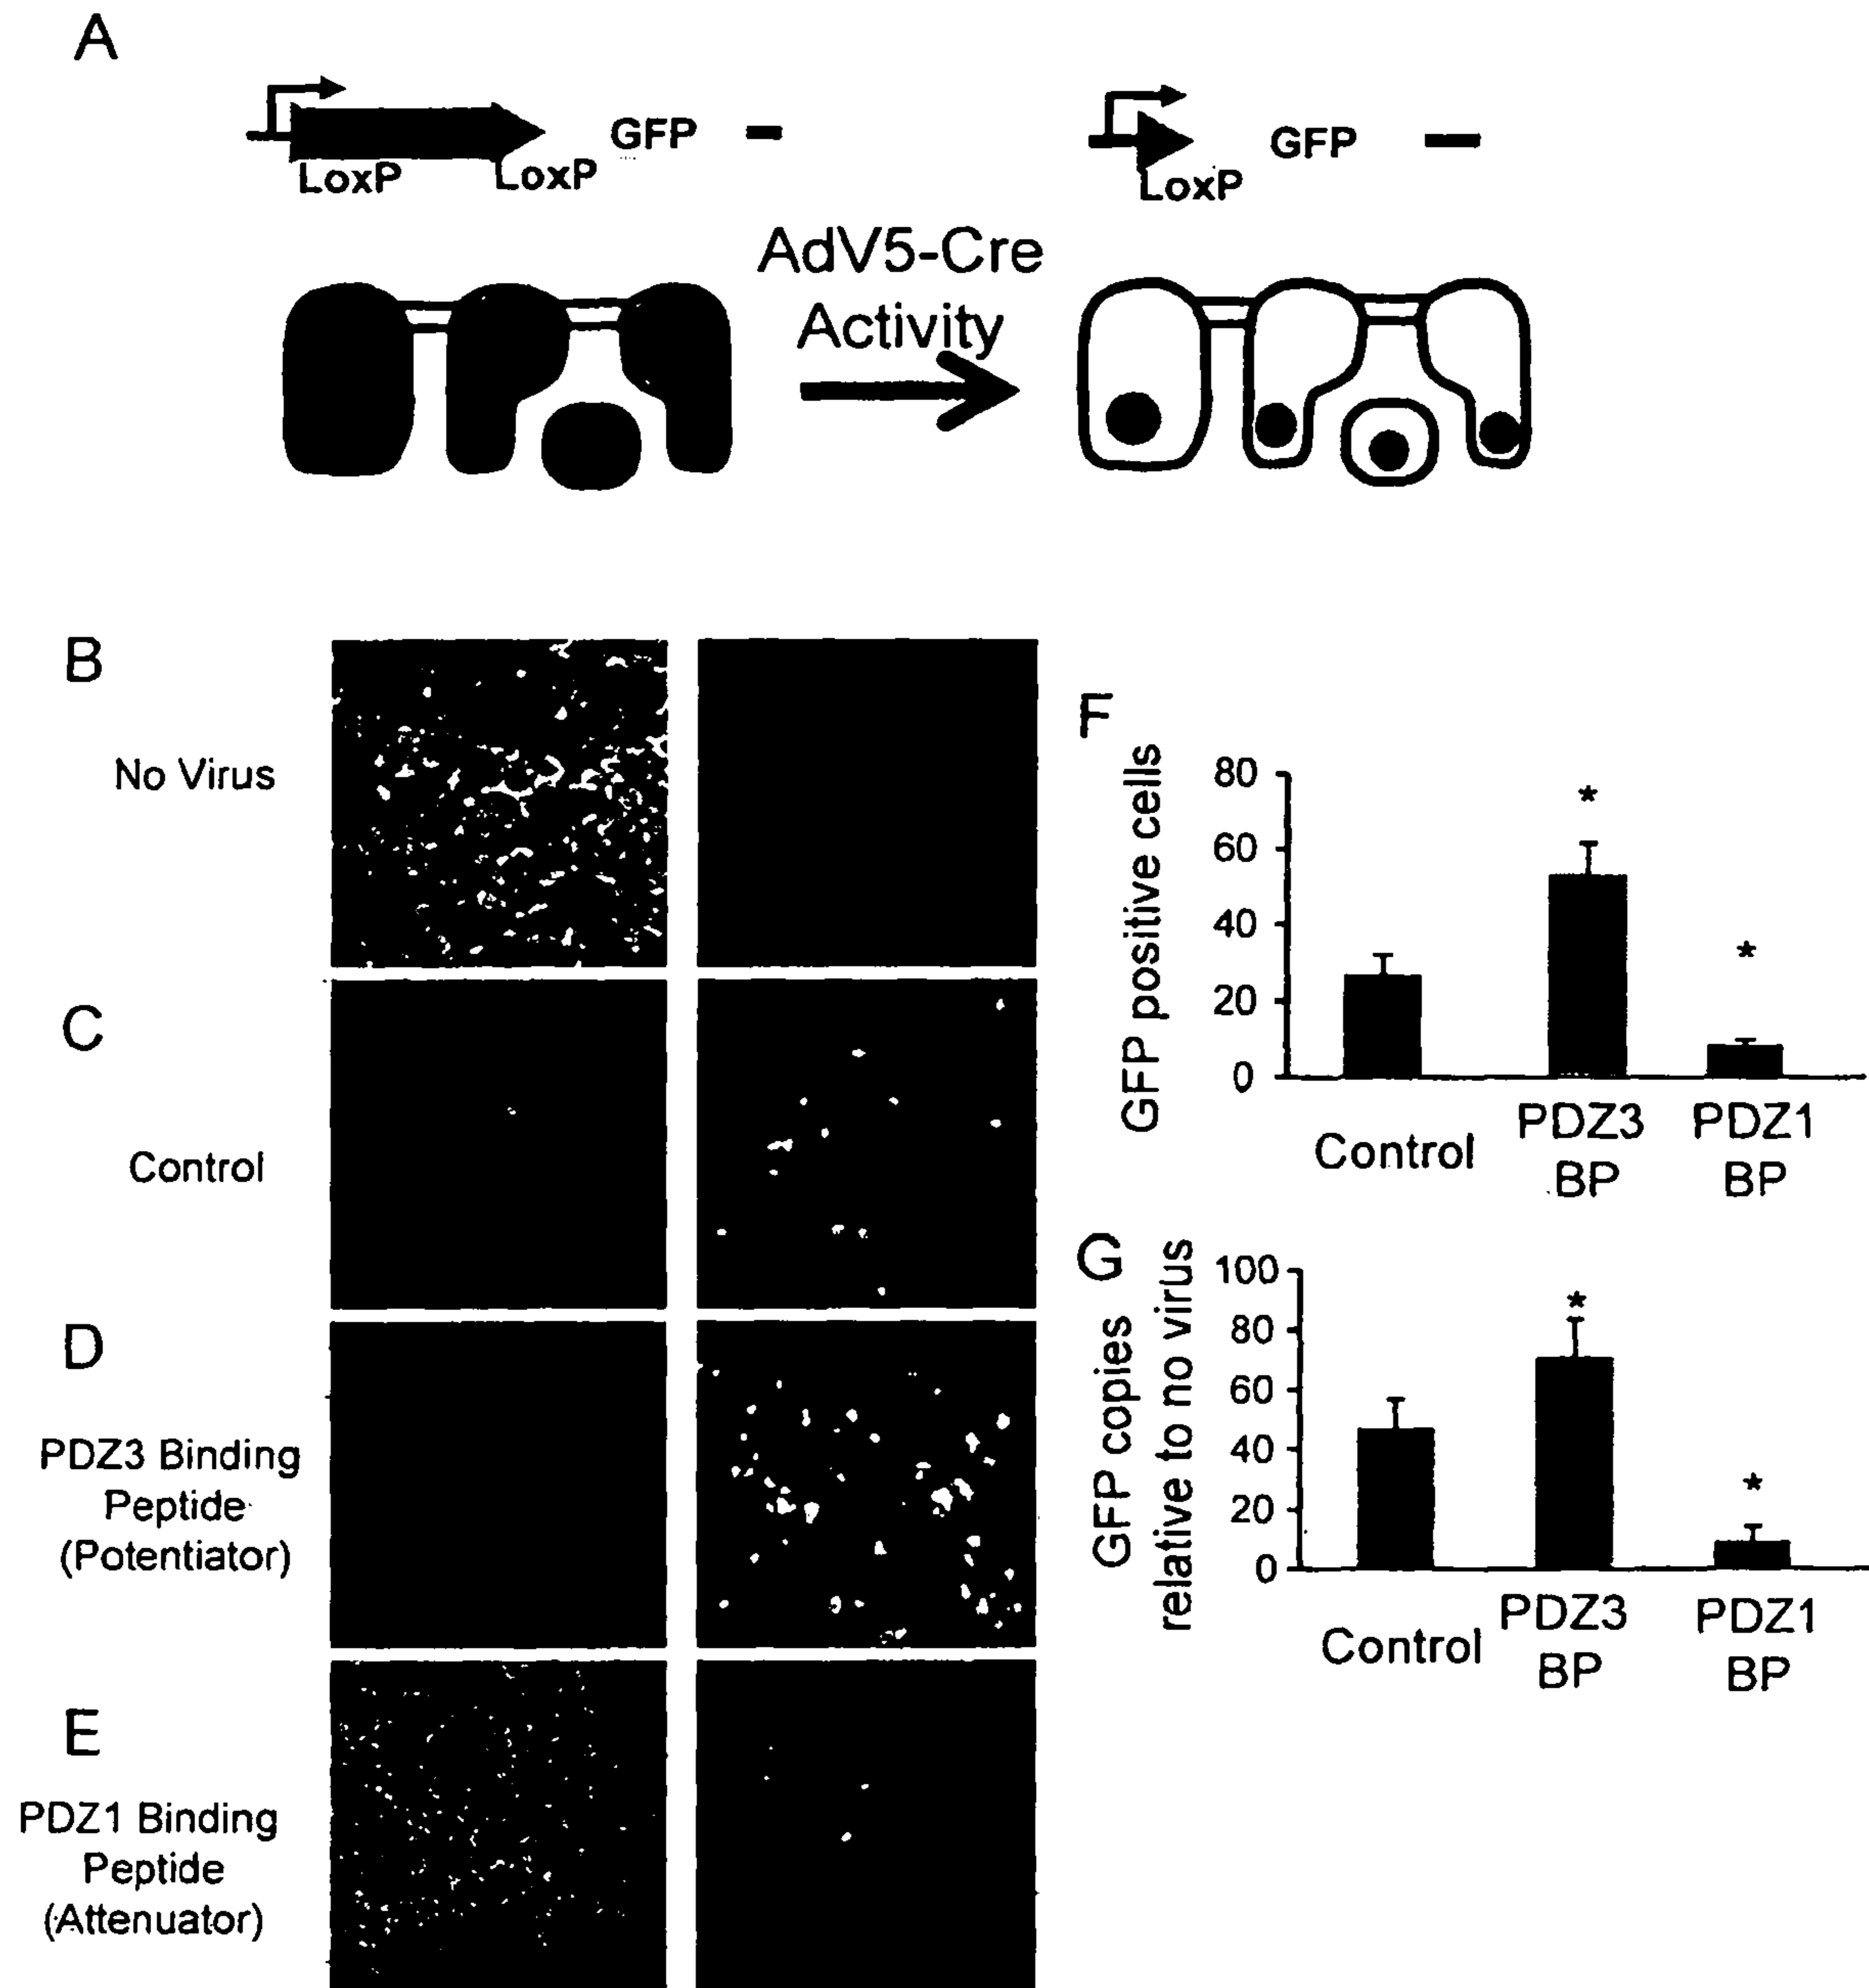 A
GFP
LoxP
LoxP
GFP
LoxP
AdV5-Cre
Activity
B
No Virus
C
Control
D
PDZ3 Binding
Peptide
(Potentiator)
E
PDZ1 Binding
Peptide
(Attenuator)
F
GFP positive cells
80
60
40
20
0
*
*
Control
PDZ3
BP
PDZ1
BP
G
GFP copies
relative to no virus
100
80
60
40
20
0
*
*
Control
PDZ3
BP
PDZ1
BP